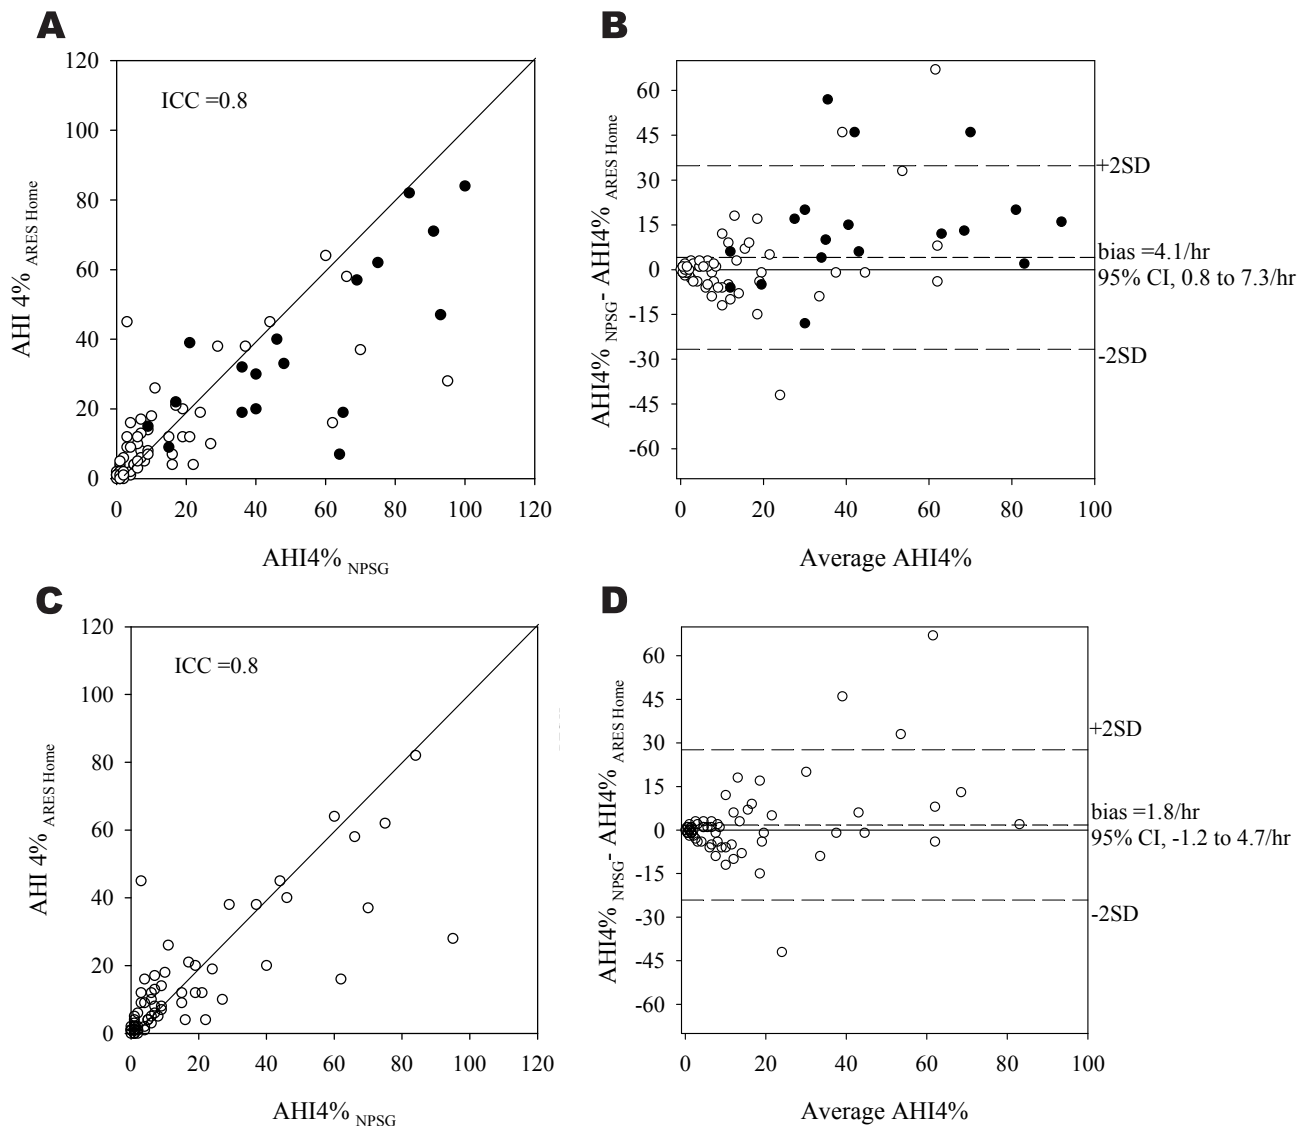 A
ICC =0.8
120
100
80
60
40
20
0
0 20 40 60 80 100 120
AHI 4% ARES Home
AHI4% NPSG
B
60
45
30
15
0
-15
-30
-45
-60
0 20 40 60 80 100
AHI4% NPSG- AHI4% ARES Home
Average AHI4%
+2SD
bias =4.1/hr
95% CI, 0.8 to 7.3/hr
-2SD
C
ICC =0.8
120
100
80
60
40
20
0
0 20 40 60 80 100 120
AHI 4% ARES Home
AHI4% NPSG
D
60
45
30
15
0
-15
-30
-45
-60
0 20 40 60 80 100
AHI4% NPSG- AHI4% ARES Home
Average AHI4%
+2SD
bias =1.8/hr
95% CI, -1.2 to 4.7/hr
-2SD